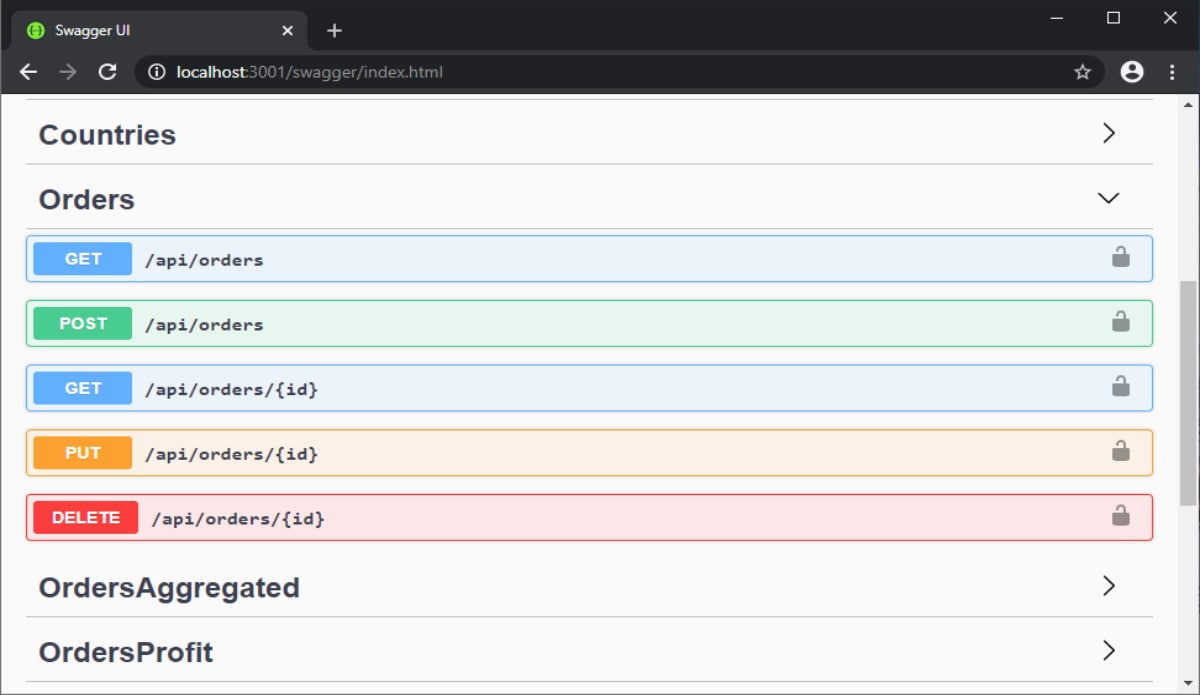 Swagger UI
localhost:3001/swagger/index.html
Countries
Orders
GET /api/orders
POST /api/orders
GET /api/orders/{id}
PUT /api/orders/{id}
DELETE /api/orders/{id}
OrdersAggregated
OrdersProfit